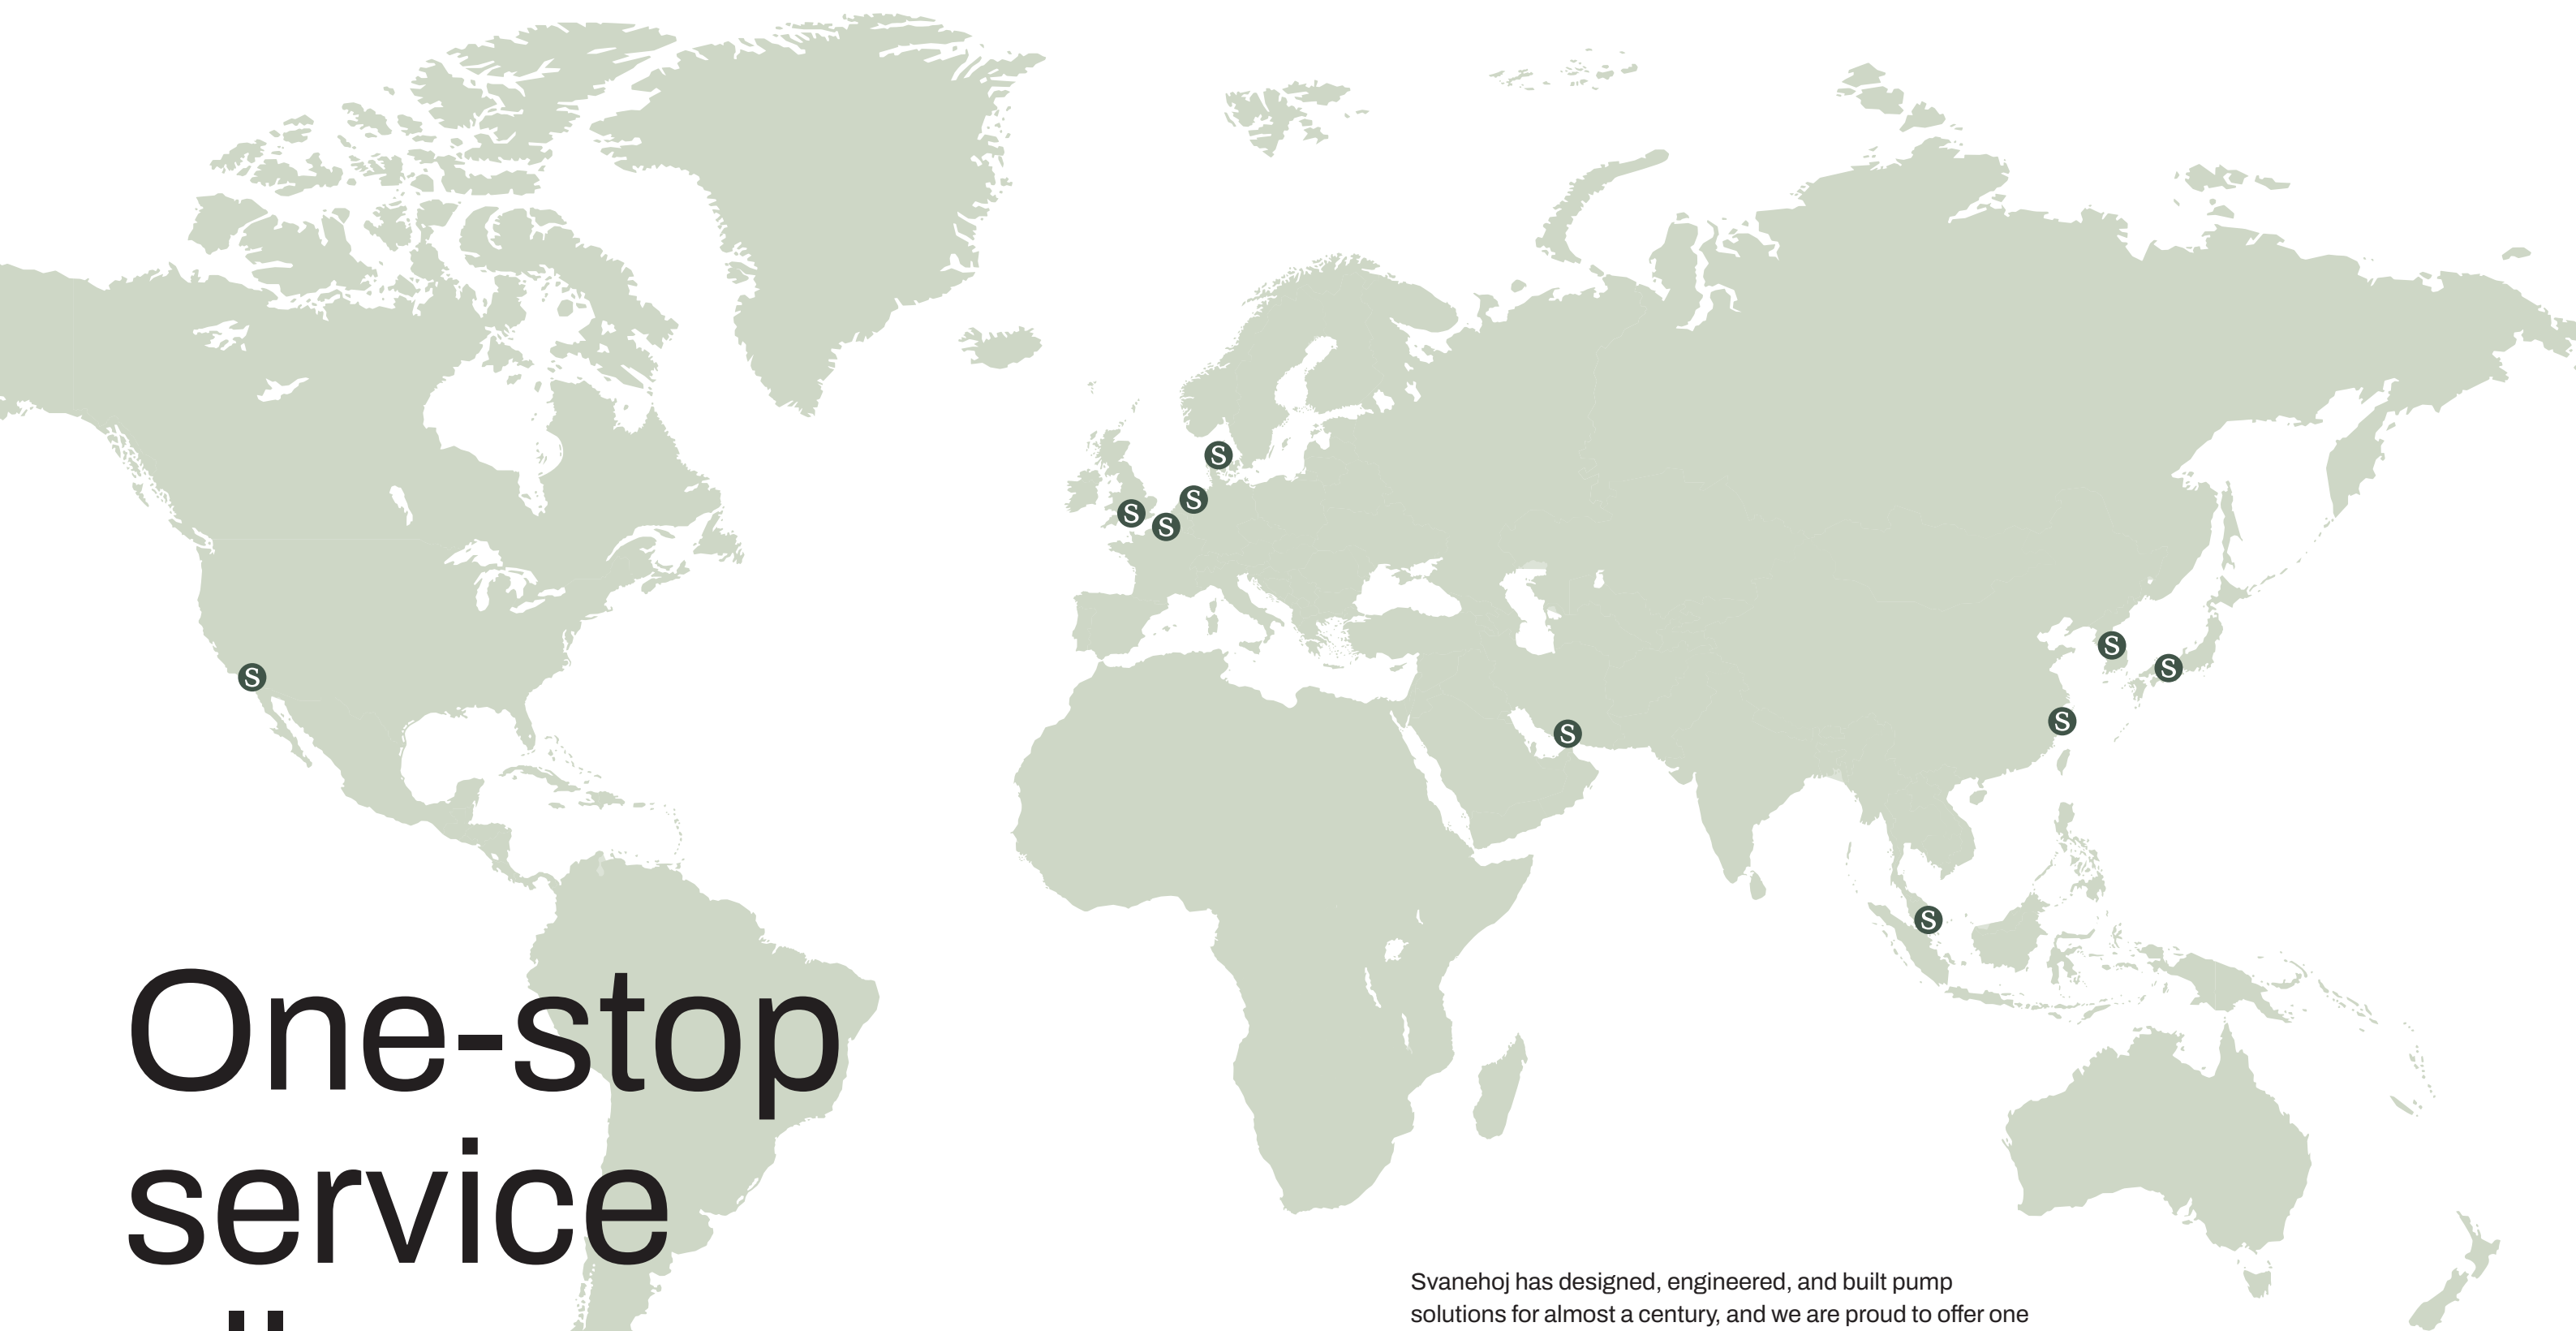 S
S
S
S
S
S
S
S
S
S
One-stop
service
Svanehoj has designed, engineered, and built pump
solutions for almost a century, and we are proud to offer one